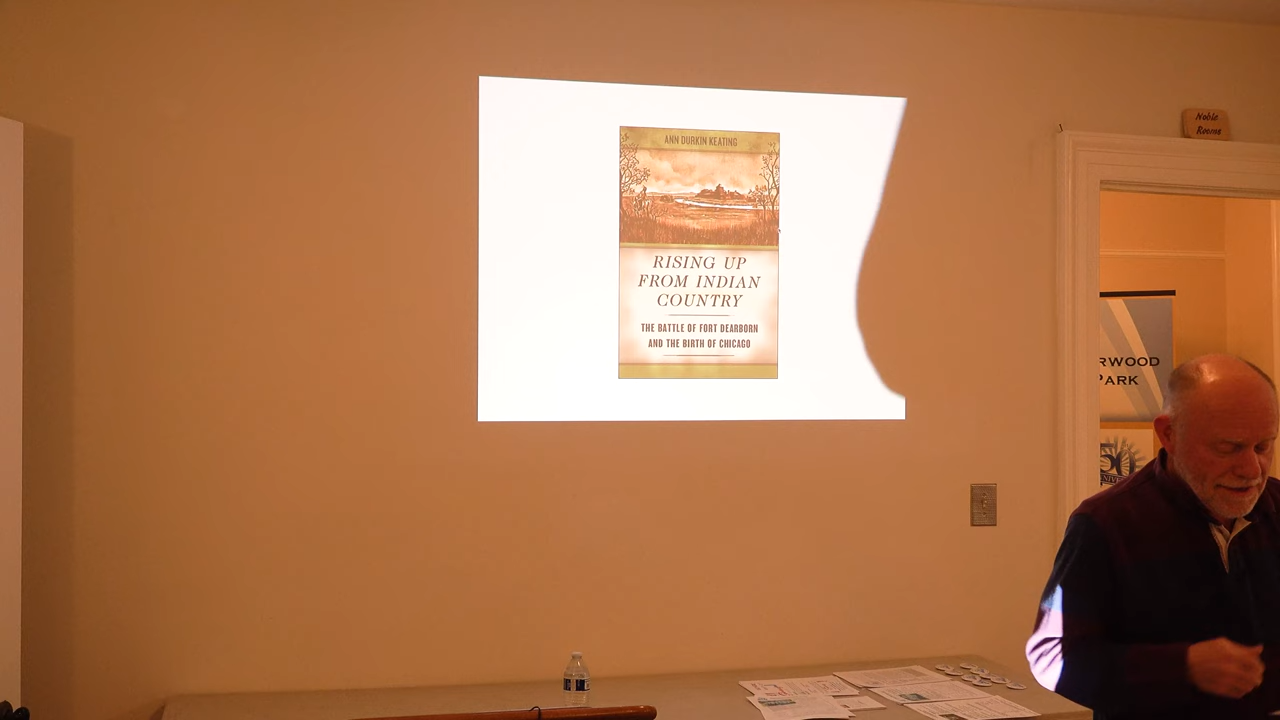 ANN DURKIN KEATING
RISING UP
FROM INDIAN
COUNTRY
THE BATTLE OF FORT DEARBORN
AND THE BIRTH OF CHICAGO
Noble
Rooms
RWOOD
PARK